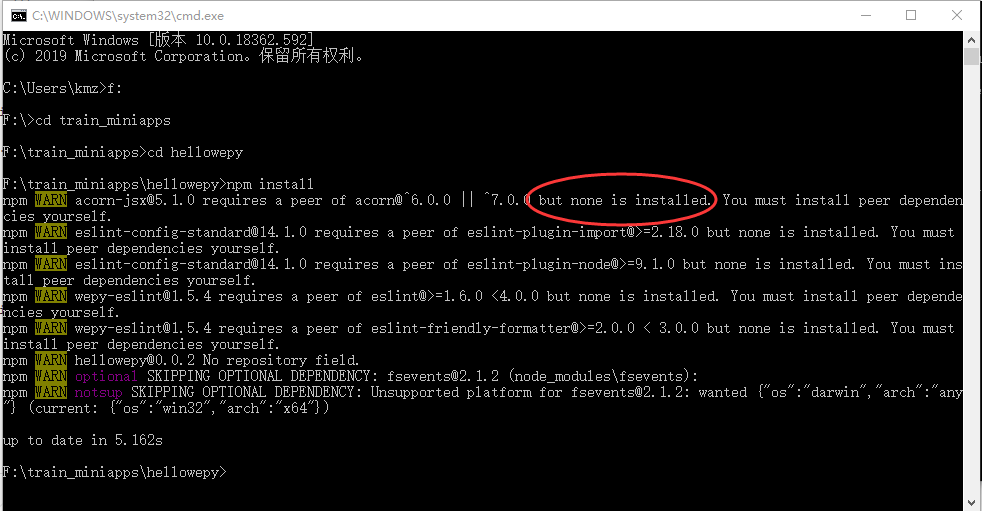 C:\WINDOWS\system32\cmd.exe
Microsoft Windows [版本 10.0.18362.592]
(c) 2019 Microsoft Corporation。保留所有权利。
C:\Users\kmz>f:
F:\>cd train_miniapps
F:\train_miniapps>cd hellowepy
F:\train_miniapps\hellowepy>npm install
npm WARN acorn-jsx@5.1.0 requires a peer of acorn@^6.0.0 || ^7.0.0 but none is installed. You must install peer dependen
cies yourself.
npm WARN eslint-config-standard@14.1.0 requires a peer of eslint-plugin-import@>=2.18.0 but none is installed. You must
install peer dependencies yourself.
npm WARN eslint-config-standard@14.1.0 requires a peer of eslint-plugin-node@>=9.1.0 but none is installed. You must ins
tall peer dependencies yourself.
npm WARN wepy-eslint@1.5.4 requires a peer of eslint@>=1.6.0 <4.0.0 but none is installed. You must install peer depende
ncies yourself.
npm WARN wepy-eslint@1.5.4 requires a peer of eslint-friendly-formatter@>=2.0.0 < 3.0.0 but none is installed. You must
install peer dependencies yourself.
npm WARN hellowepy@0.0.2 No repository field.
npm WARN optional SKIPPING OPTIONAL DEPENDENCY: fsevents@2.1.2 (node_modules\fsevents):
npm WARN notsup SKIPPING OPTIONAL DEPENDENCY: Unsupported platform for fsevents@2.1.2: wanted {"os":"darwin","arch":"any
"} (current: {"os":"win32","arch":"x64"})
up to date in 5.162s
F:\train_miniapps\hellowepy>